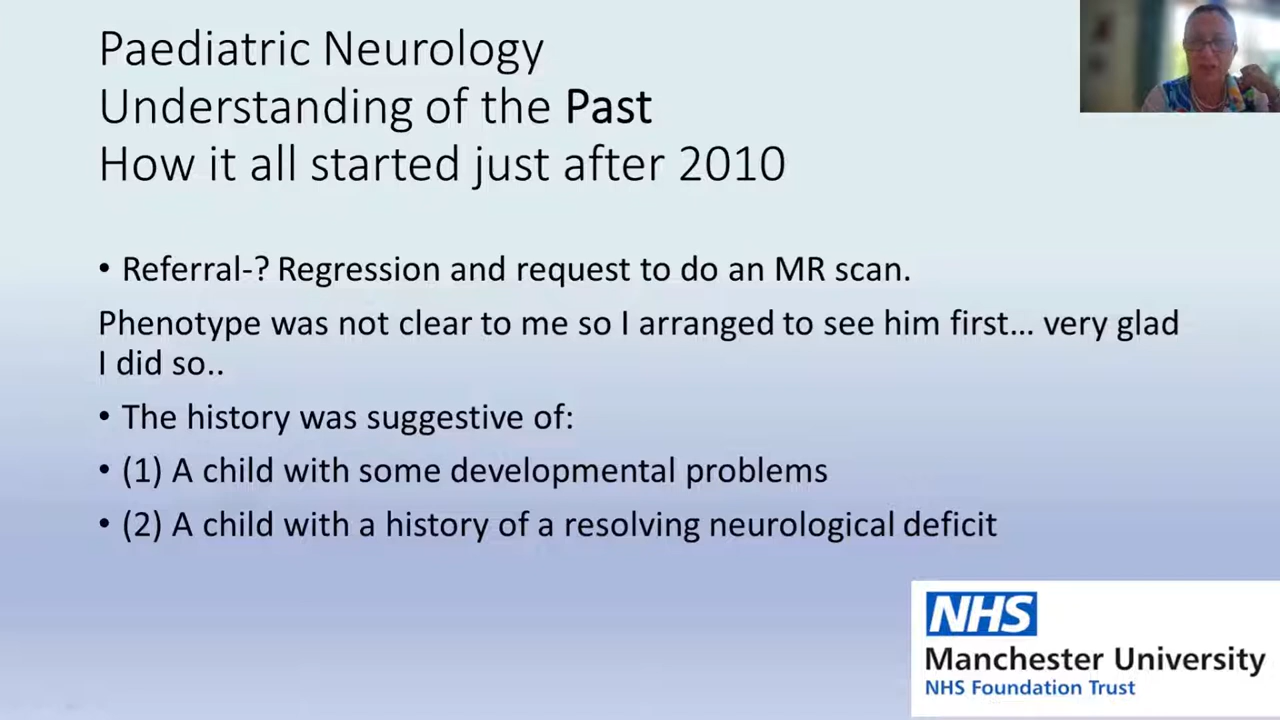 Paediatric Neurology
Understanding of the Past
How it all started just after 2010
• Referral-? Regression and request to do an MR scan.
Phenotype was not clear to me so I arranged to see him first… very glad
I did so..
• The history was suggestive of:
• (1) A child with some developmental problems
• (2) A child with a history of a resolving neurological deficit
NHS
Manchester University
NHS Foundation Trust